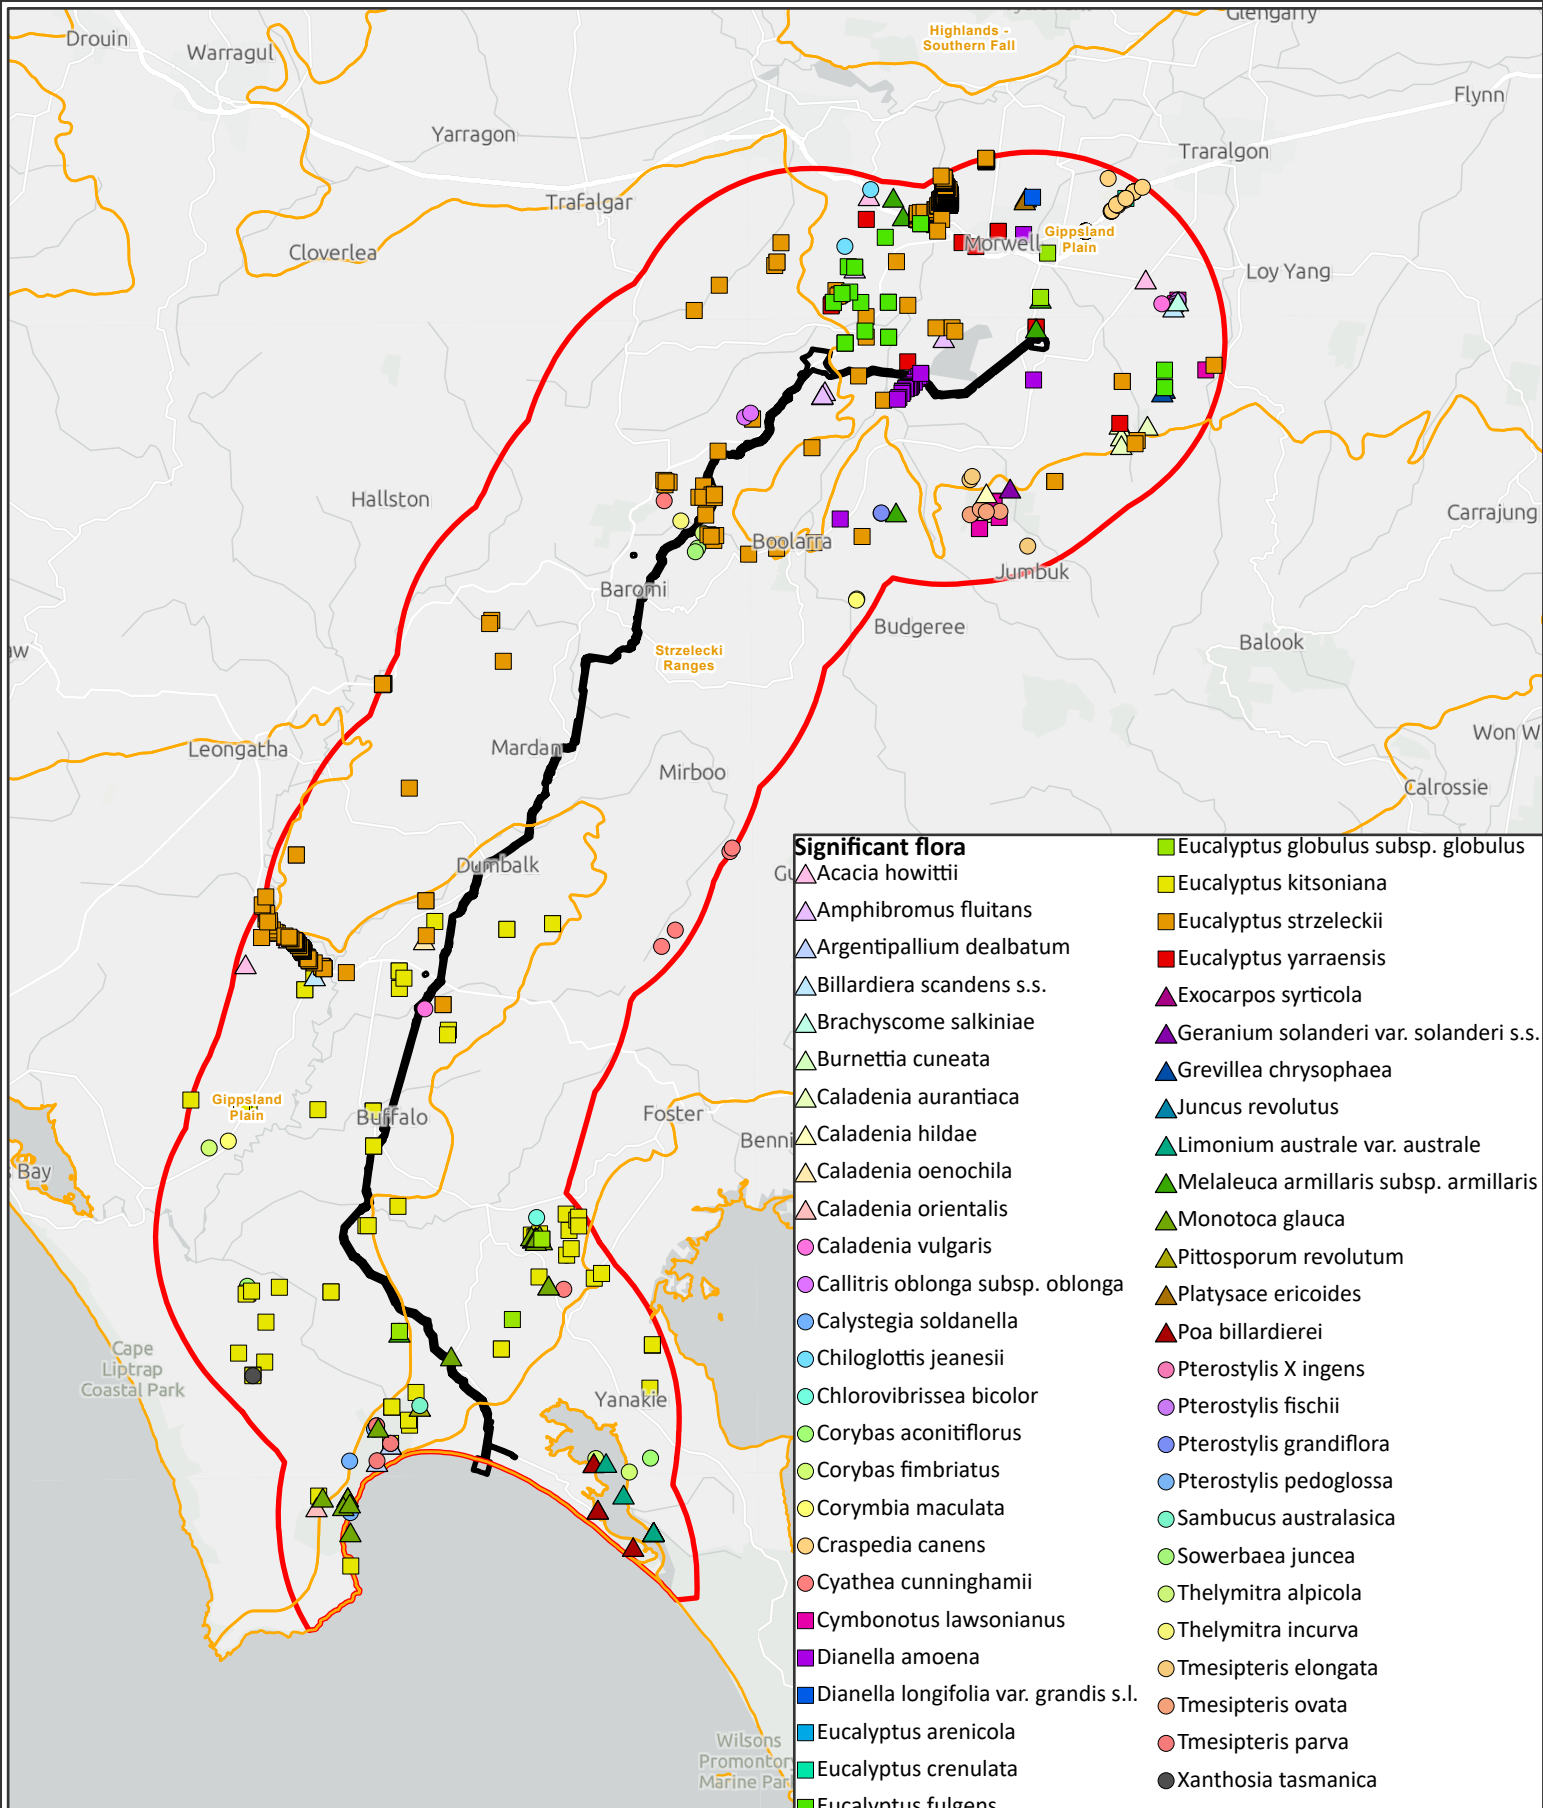 Glengarry
Highlands -
Southern Fall
Drouin
Warragul
Flynn
Yarragon
Traralgon
Trafalgar
Cloverlea
Morwell
Gippsland
Plain
Loy Yang
Hallston
Carrajung
Boolarra
Jumbuk
Baromi
Budgeree
Balook
aw
Strzelecki
Ranges
Leongatha
Mardan
Mirboo
Won W
Calrossie
Dumbalk
Gu
Gippsland
Plain
Buffalo
Foster
Benni
s Bay
Cape
Liptrap
Coastal Park
Yanakie
Wilsons
Promontor
Marine Par
Significant flora
Acacia howittii
Amphibromus fluitans
Argentipallium dealbatum
Billardiera scandens s.s.
Brachyscome salkiniae
Burnettia cuneata
Caladenia aurantiaca
Caladenia hildae
Caladenia oenochila
Caladenia orientalis
Caladenia vulgaris
Callitris oblonga subsp. oblonga
Calystegia soldanella
Chiloglottis jeanesii
Chlorovibrissea bicolor
Corybas aconitiflorus
Corybas fimbriatus
Corymbia maculata
Craspedia canens
Cyathea cunninghamii
Cymbonotus lawsonianus
Dianella amoena
Dianella longifolia var. grandis s.l.
Eucalyptus arenicola
Eucalyptus crenulata
Eucalyptus fulgens
Eucalyptus globulus subsp. globulus
Eucalyptus kitsoniana
Eucalyptus strzeleckii
Eucalyptus yarraensis
Exocarpos syrticola
Geranium solanderi var. solanderi s.s.
Grevillea chrysophaea
Juncus revolutus
Limonium australe var. australe
Melaleuca armillaris subsp. armillaris
Monotoca glauca
Pittosporum revolutum
Platysace ericoides
Poa billardierei
Pterostylis X ingens
Pterostylis fischii
Pterostylis grandiflora
Pterostylis pedoglossa
Sambucus australasica
Sowerbaea juncea
Thelymitra alpicola
Thelymitra incurva
Tmesipteris elongata
Tmesipteris ovata
Tmesipteris parva
Xanthosia tasmanica